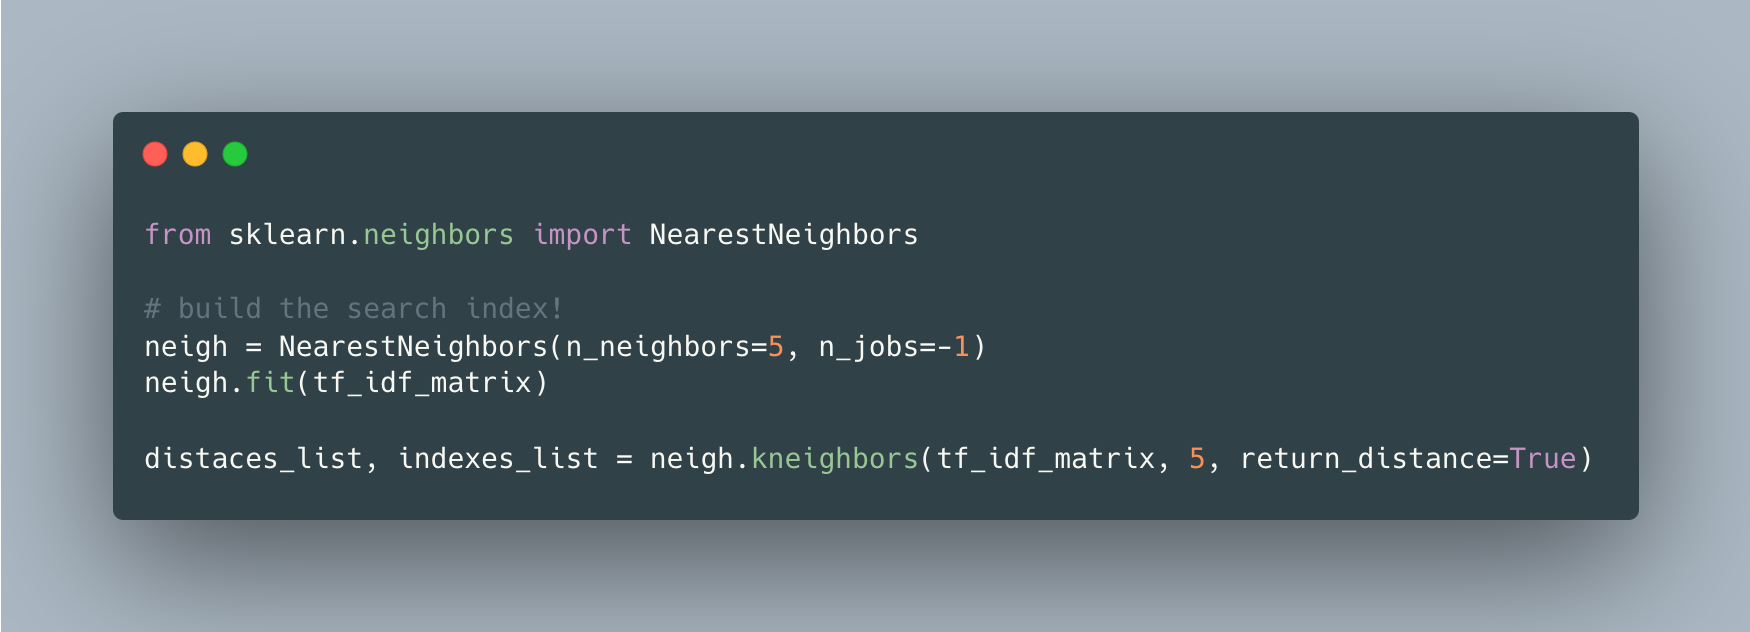 from sklearn.neighbors import NearestNeighbors
# build the search index!
neigh = NearestNeighbors(n_neighbors=5, n_jobs=-1)
neigh.fit(tf_idf_matrix)
distaces_list, indexes_list = neigh.kneighbors(tf_idf_matrix, 5, return_distance=True)